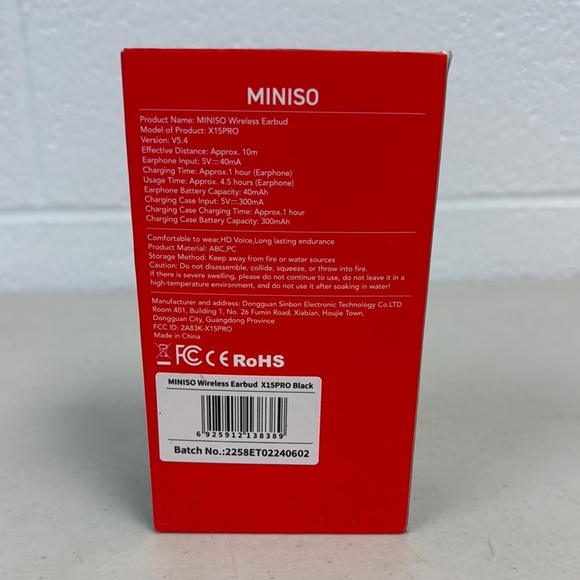 MINISO
Product Name: MINISO Wireless Earbud
Model of Product: X15PRO
Version: V5.4
Effective Distance: Approx. 10m
Earphone Input: 5V⎓40mA
Charging Time: Approx.1 hour (Earphone)
Usage Time: Approx. 4.5 hours (Earphone)
Earphone Battery Capacity: 40mAh
Charging Case Input: 5V⎓300mA
Charging Case Charging Time: Approx.1 hour
Charging Case Battery Capacity: 300mAh
Comfortable to wear,HD Voice,Long lasting endurance
Product Material: ABC,PC
Storage Method: Keep away from fire or water sources
Caution: Do not disassemble, collide, squeeze, or throw into fire.
If there is severe swelling, please do not continue to use, do not leave it in a
high-temperature environment, and do not use it after soaking in water!
Manufacturer and address: Dongguan Sinbon Electronic Technology Co.LTD
Room 401, Building 1, No. 26 Fumin Road, Xiabian, Houjie Town,
Dongguan City, Guangdong Province
FCC ID: 2A83K-X15PRO
Made in China
FC CE RoHS
MINISO Wireless Earbud X15PRO Black
6 925912 138389
Batch No.:2258ET02240602